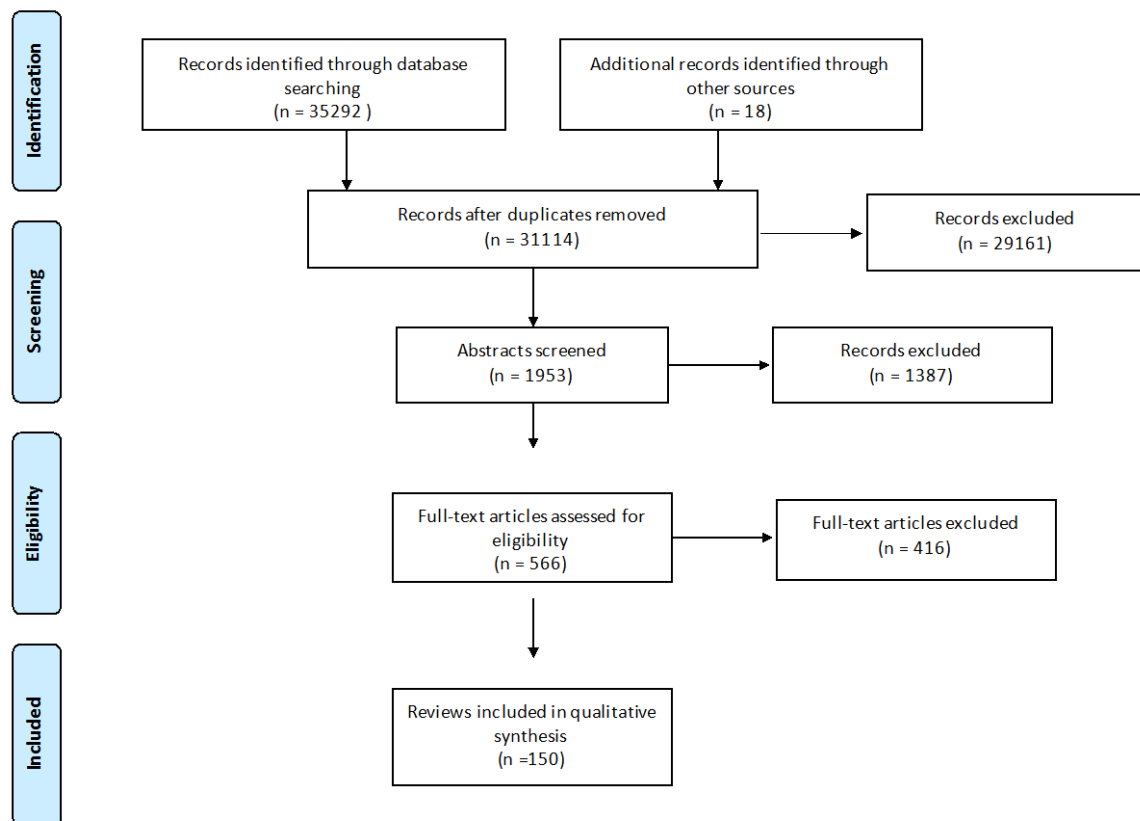 Identification
Records identified through database
searching
(n = 35292 )
Additional records identified through
other sources
(n = 18)
Records after duplicates removed
(n = 31114)
Records excluded
(n = 29161)
Screening
Abstracts screened
(n = 1953)
Records excluded
(n = 1387)
Eligibility
Full-text articles assessed for
eligibility
(n = 566)
Full-text articles excluded
(n = 416)
Included
Reviews included in qualitative
synthesis
(n =150)